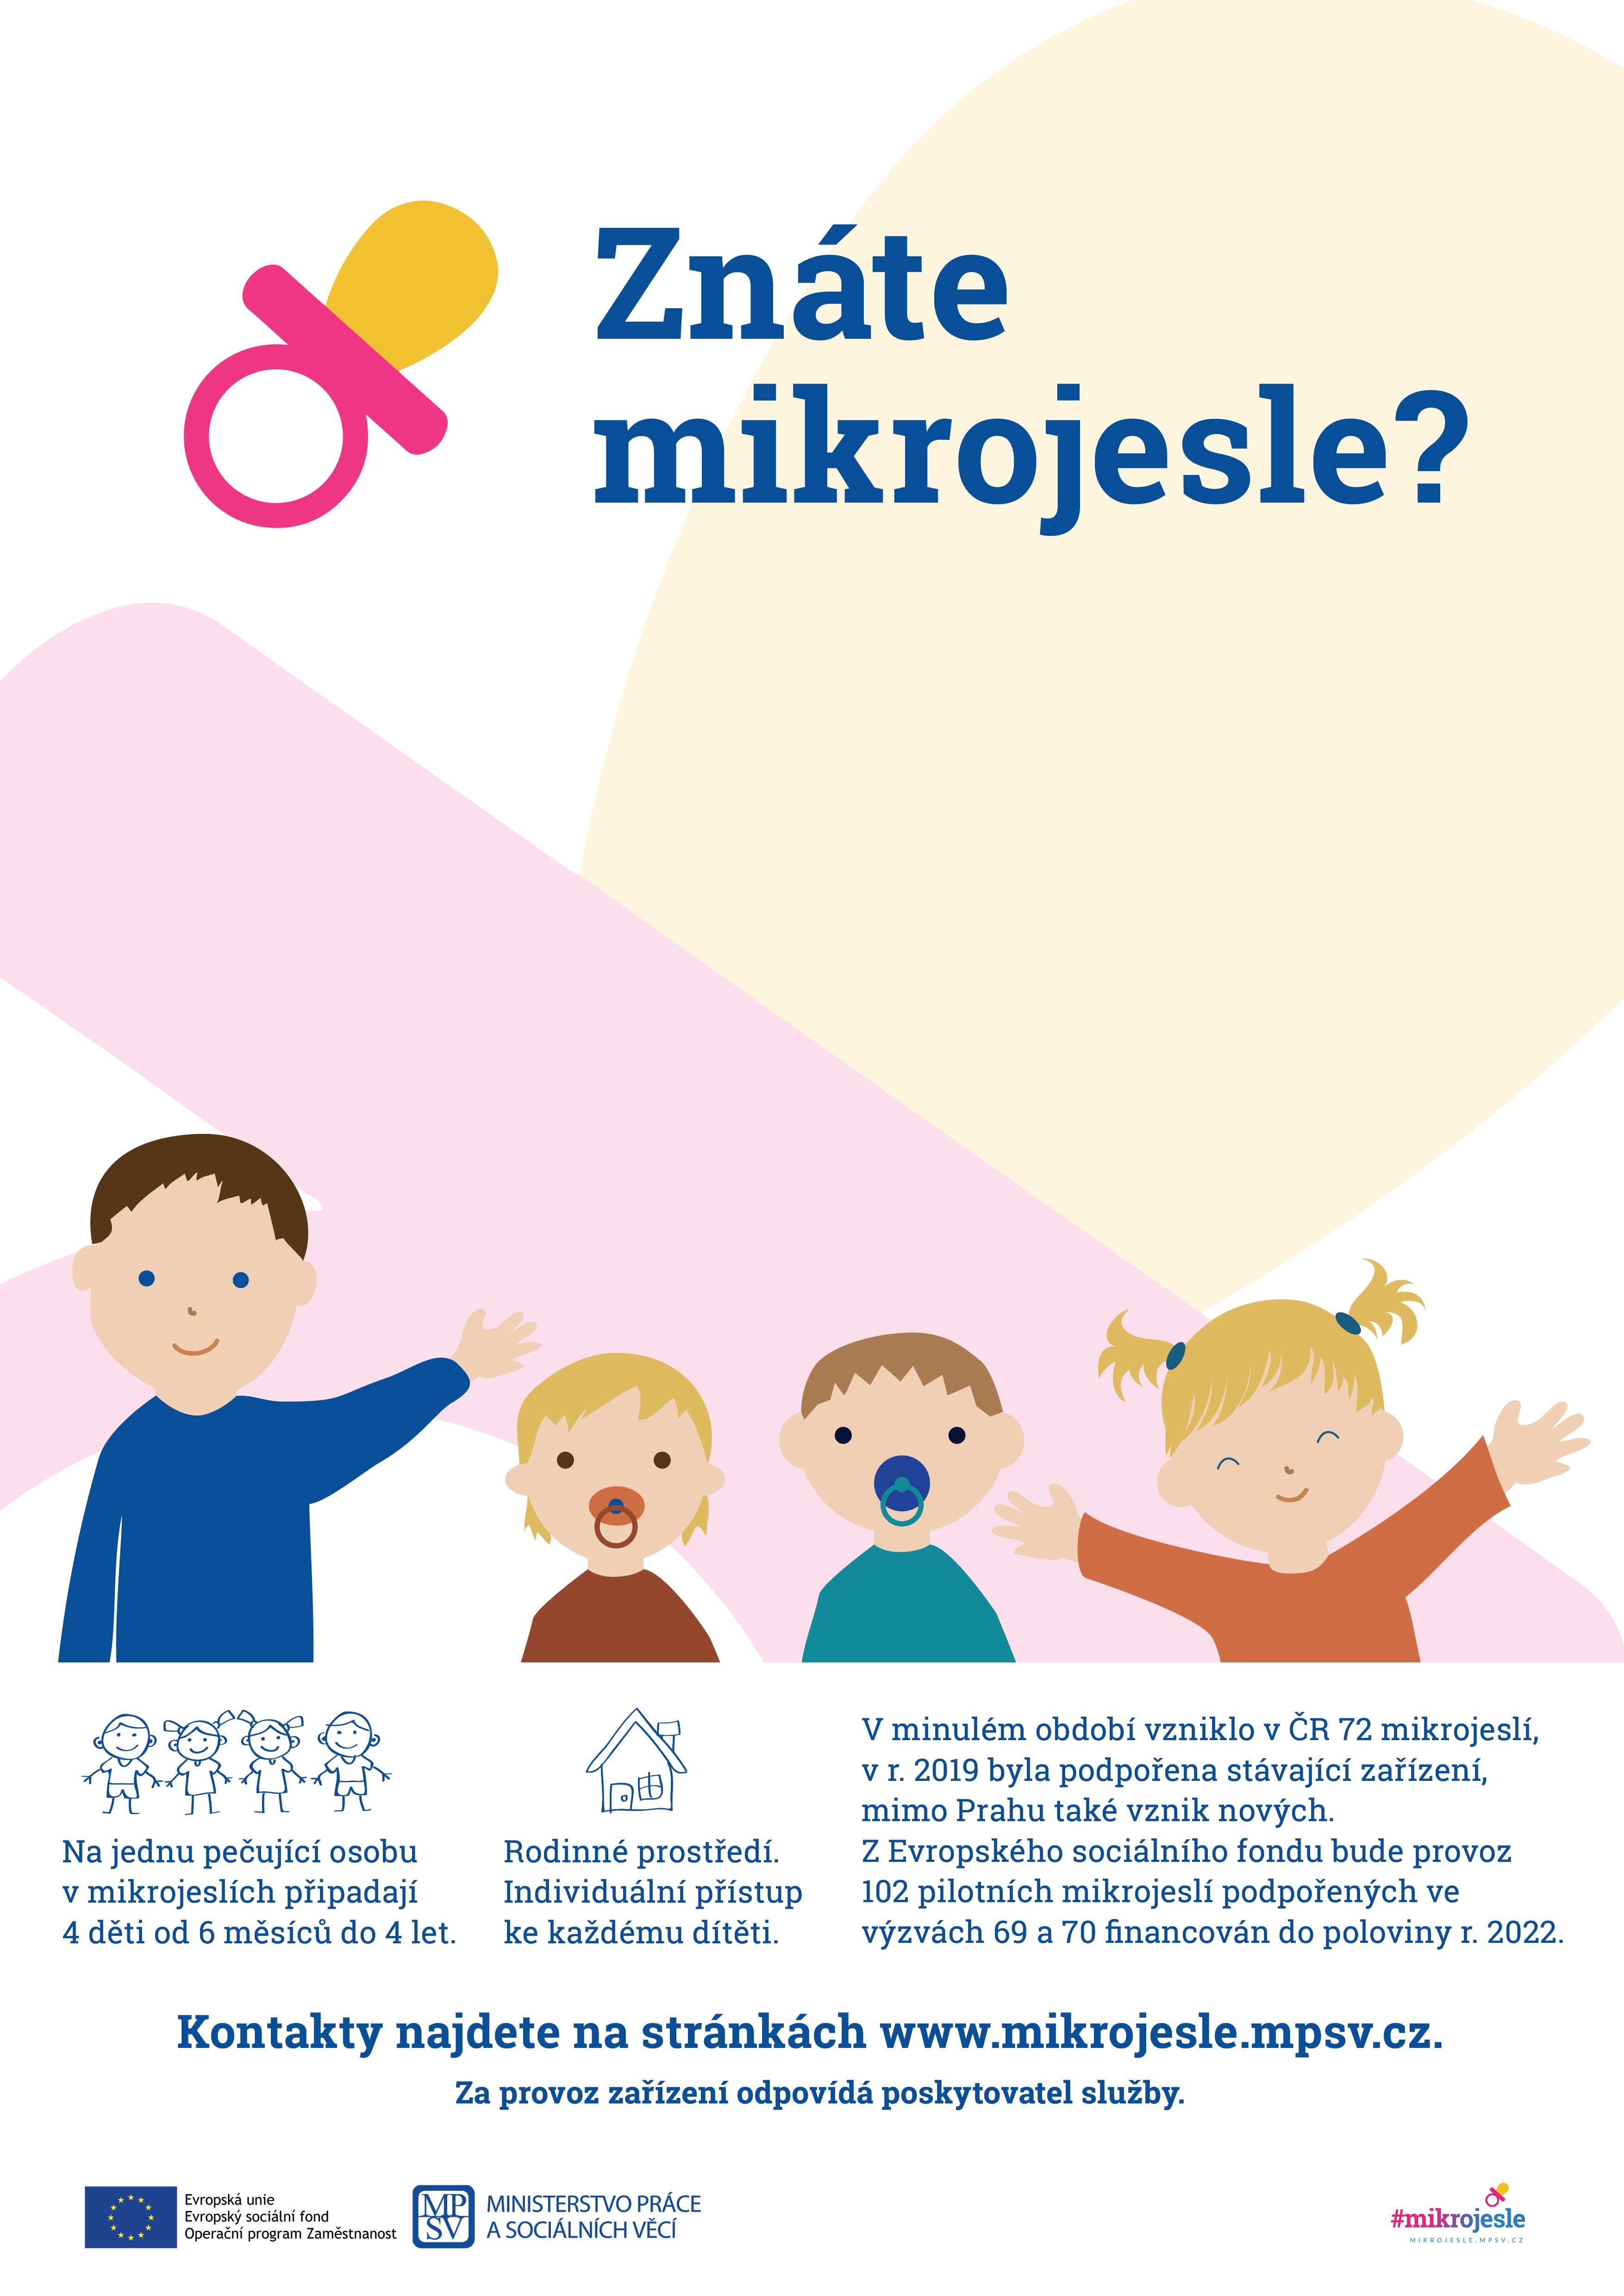 Znáte
mikrojesle?
Na jednu pečující osobu
v mikrojeslích připadají
4 děti od 6 měsíců do 4 let.
Rodinné prostředí.
Individuální přístup
ke každému dítěti.
V minulém období vzniklo v ČR 72 mikrojeslí,
v r. 2019 byla podpořena stávající zařízení,
mimo Prahu také vznik nových.
Z Evropského sociálního fondu bude provoz
102 pilotních mikrojeslí podpořených ve
výzvách 69 a 70 financován do poloviny r. 2022.
Kontakty najdete na stránkách www.mikrojesle.mpsv.cz.
Za provoz zařízení odpovídá poskytovatel služby.
Evropská unie
Evropský sociální fond
Operační program Zaměstnanost
MP
SV
MINISTERSTVO PRÁCE
A SOCIÁLNÍCH VĚCÍ
#mikrojesle
MIKROJESLE.MPSV.CZ